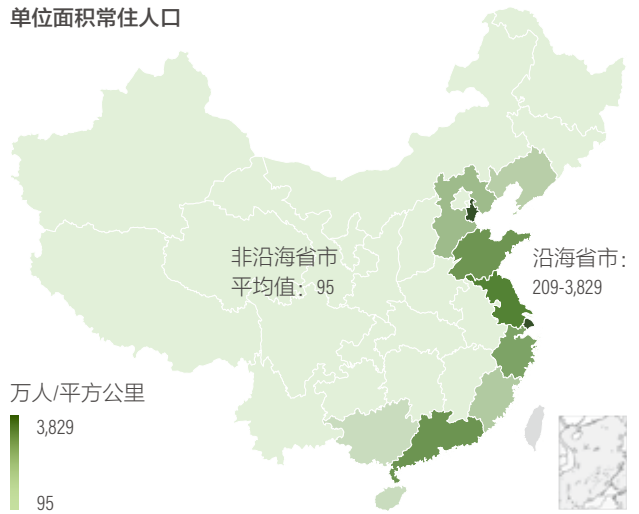 单位面积常住人口
非沿海省市
平均值：95
沿海省市：
209-3,829
万人/平方公里
3,829
95